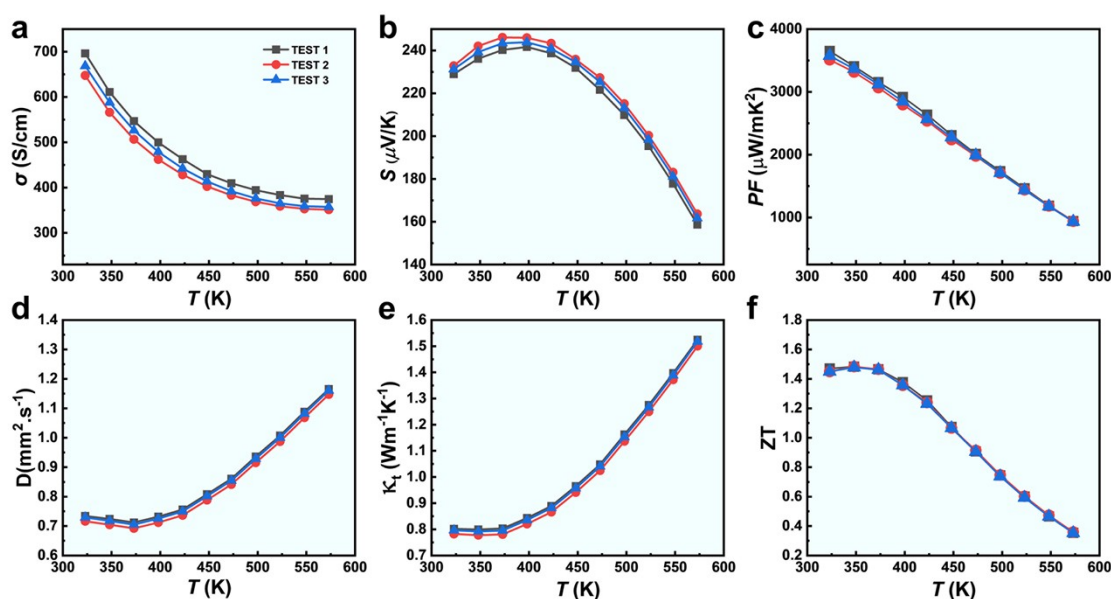 a
700
600
500
400
300
σ (S/cm)
TEST 1
TEST 2
TEST 3
300 350 400 450 500 550 600
T (K)
b
240
220
200
180
160
140
S (μV/K)
300 350 400 450 500 550 600
T (K)
c
4000
3000
2000
1000
PF (μW/mK²)
300 350 400 450 500 550 600
T (K)
d
1.4
1.3
1.2
1.1
1.0
0.9
0.8
0.7
0.6
D(mm².s⁻¹)
300 350 400 450 500 550 600
T (K)
e
1.6
1.5
1.4
1.3
1.2
1.1
1.0
0.9
0.8
0.7
κt (Wm⁻¹K⁻¹)
300 350 400 450 500 550 600
T (K)
f
1.8
1.6
1.4
1.2
1.0
0.8
0.6
0.4
0.2
ZT
300 350 400 450 500 550 600
T (K)